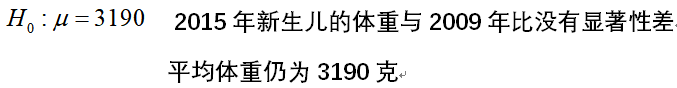 H₀ : μ = 3190 2015 年新生儿的体重与 2009 年比没有显著性差
平均体重仍为 3190 克